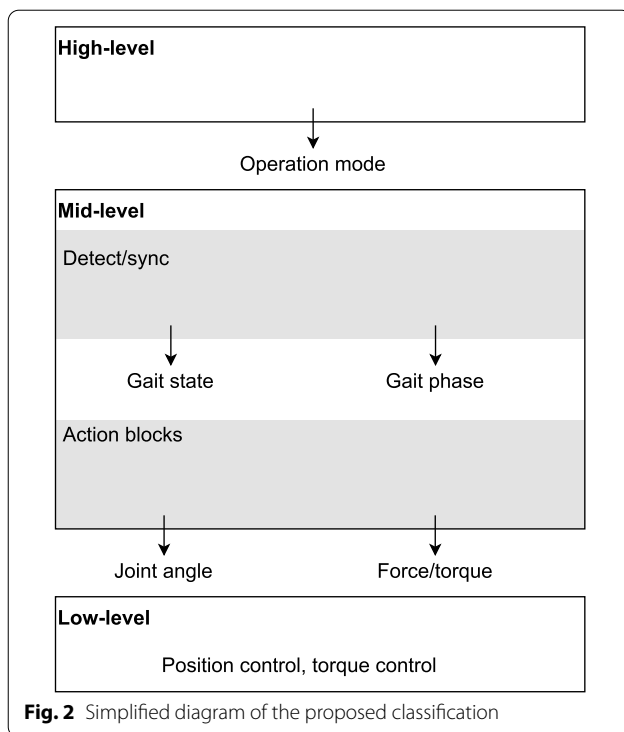 High-level
Operation mode
Mid-level
Detect/sync
Gait state Gait phase
Action blocks
Joint angle Force/torque
Low-level
Position control, torque control
Fig. 2 Simplified diagram of the proposed classification